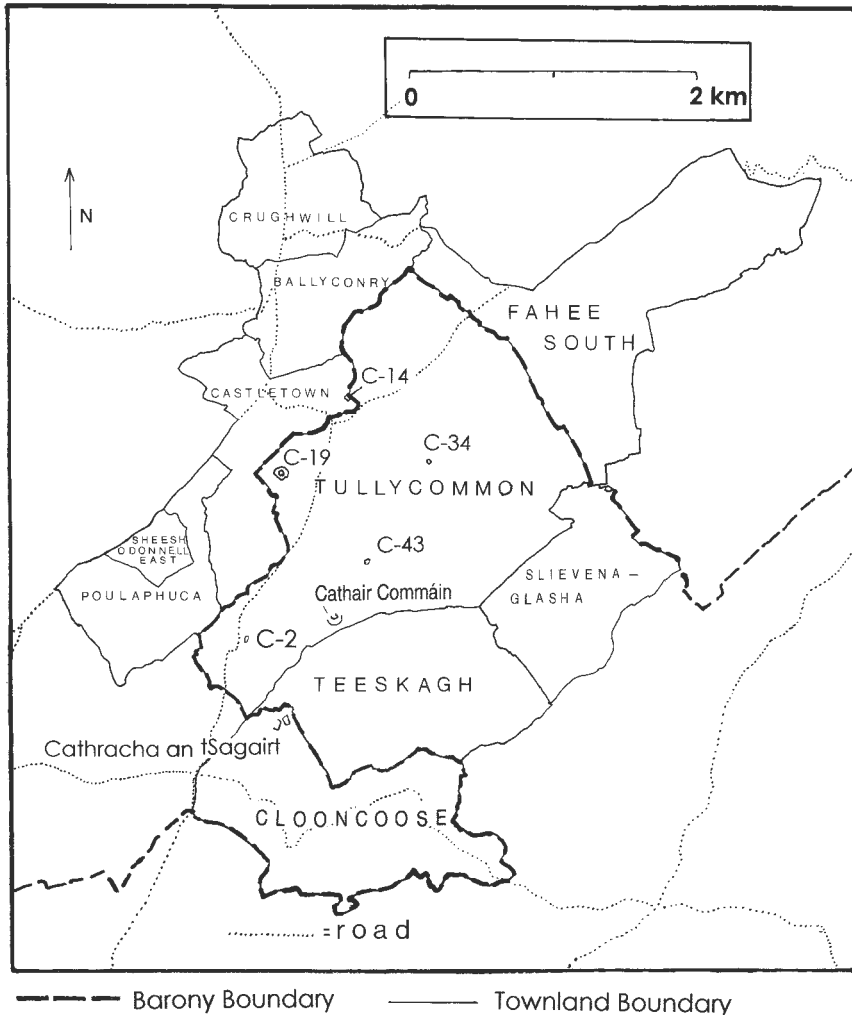 0 2 km
N
CRUGHWILL
BALLYCONRY
FAHEE
SOUTH
CASTLETOWN
C-14
C-19
C-34
TULLYCOMMON
C-43
SHEESH
O'DONNELL
EAST
POULAPHUCA
SLIEVENA-
GLASHA
Cathair Commáin
C-2
TEESKAGH
Cathracha an tSagairt
CLOONCOOSE
=road
Barony Boundary Townland Boundary